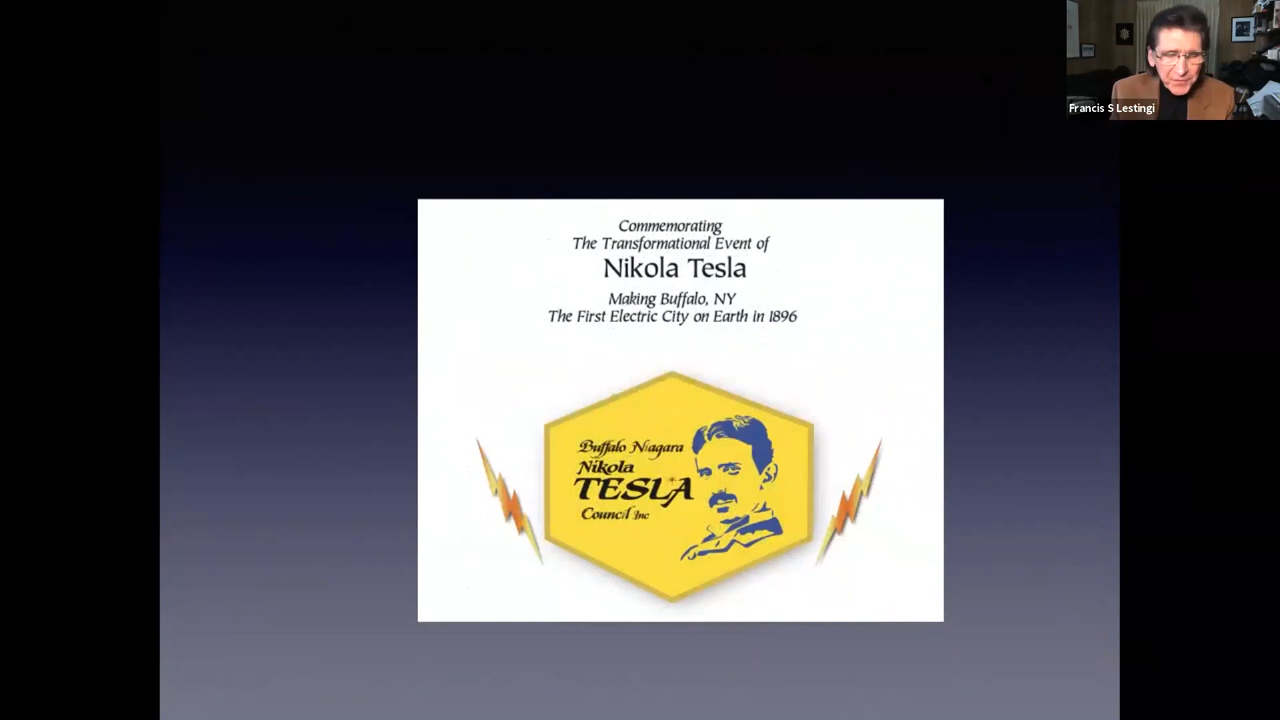 Francis S Lestingi
Commemorating
The Transformational Event of
Nikola Tesla
Making Buffalo, NY
The First Electric City on Earth in 1896
Buffalo Niagara
Nikola
TESLA
Council Inc